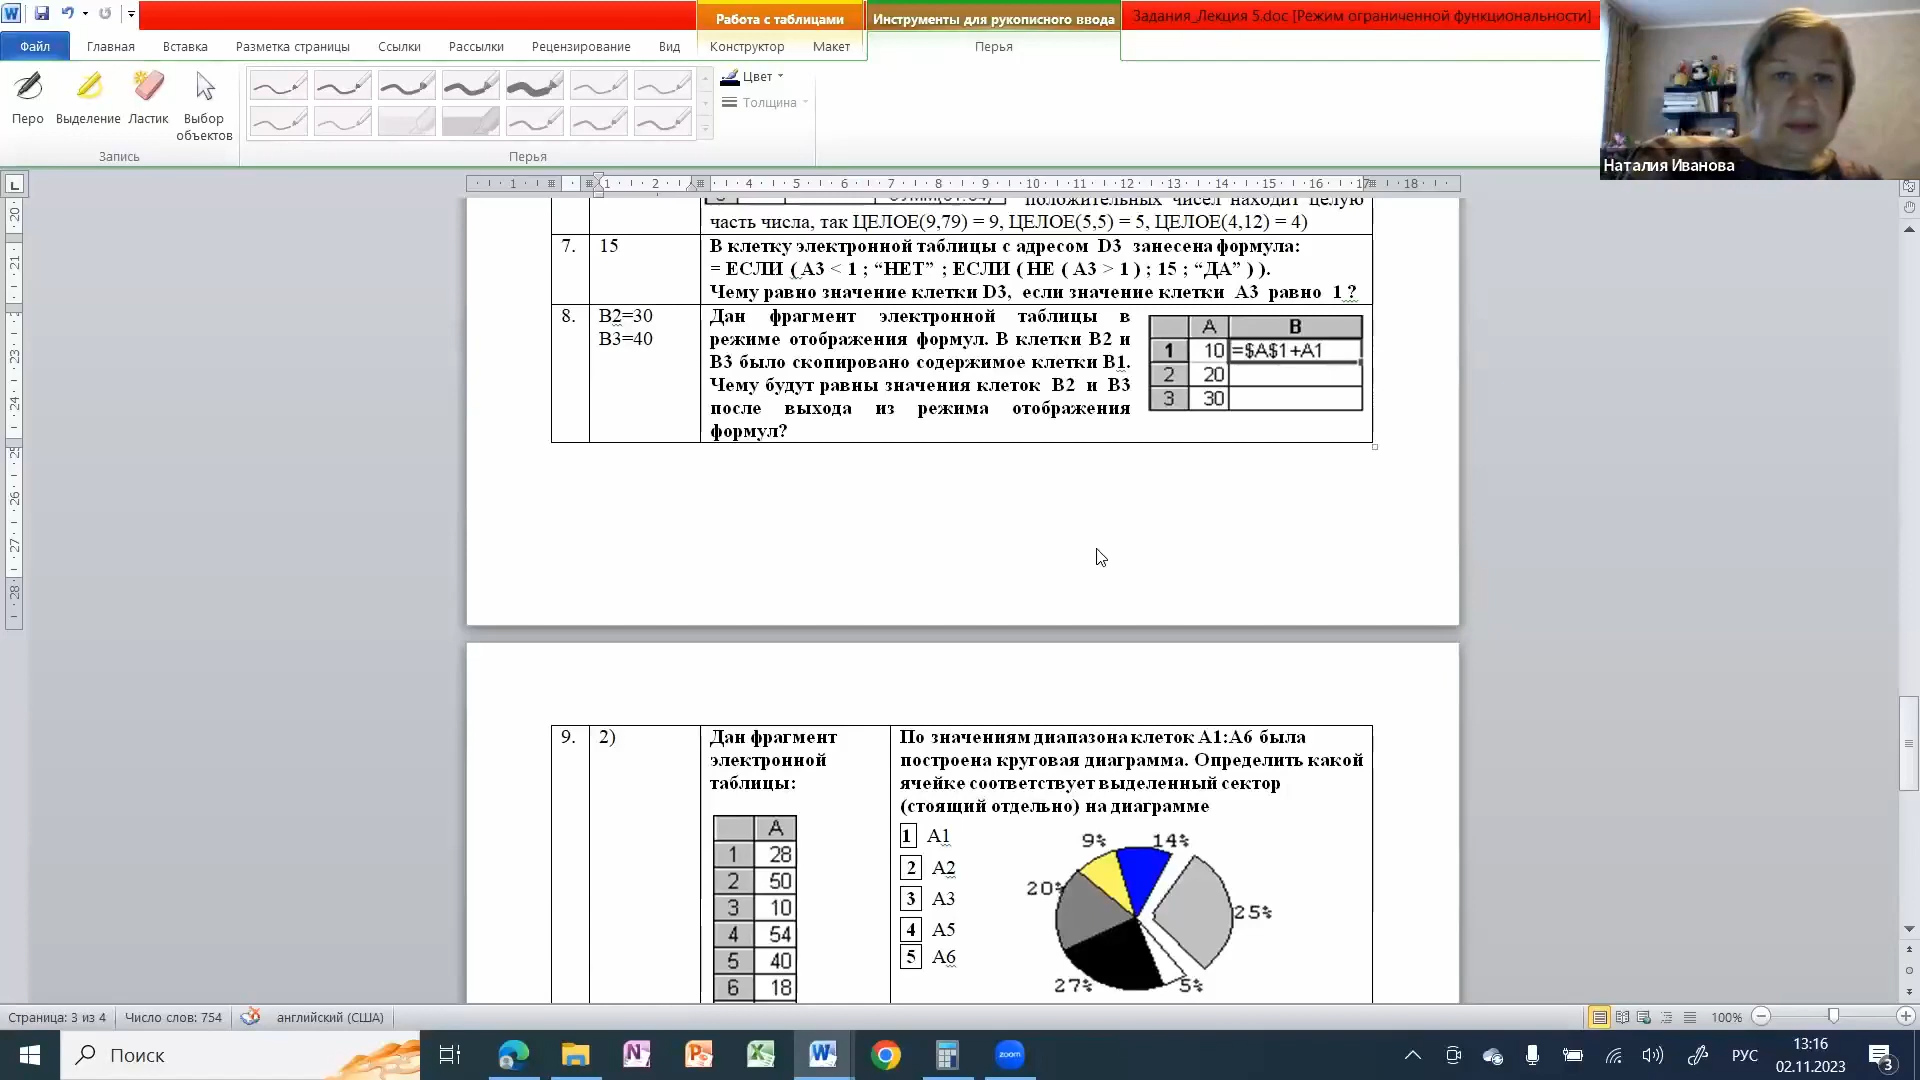 Работа с таблицами
Инструменты для рукописного ввода
Задания_Лекция 5.doc [Режим ограниченной функциональности]
Файл
Главная
Вставка
Разметка страницы
Ссылки
Рассылки
Рецензирование
Вид
Конструктор
Макет
Перья
Перо
Выделение
Ластик
Выбор
объектов
Цвет
Толщина
Запись
Перья
Наталия Иванова
положительных чисел находит целую
часть числа, так ЦЕЛОЕ(9,79) = 9, ЦЕЛОЕ(5,5) = 5, ЦЕЛОЕ(4,12) = 4)
7.
15
В клетку электронной таблицы с адресом D3 занесена формула:
= ЕСЛИ ( А3 < 1 ; “НЕТ” ; ЕСЛИ ( НЕ ( А3 > 1 ) ; 15 ; “ДА” ) ).
Чему равно значение клетки D3, если значение клетки А3 равно 1 ?
8.
В2=30
В3=40
Дан фрагмент электронной таблицы в
режиме отображения формул. В клетки В2 и
В3 было скопировано содержимое клетки В1.
Чему будут равны значения клеток В2 и В3
после выхода из режима отображения
формул?
A B
1 10 =$A$1+A1
2 20
3 30
9.
2)
Дан фрагмент
электронной
таблицы:
A
1 28
2 50
3 10
4 54
5 40
6 18
По значениям диапазона клеток А1:А6 была
построена круговая диаграмма. Определить какой
ячейке соответствует выделенный сектор
(стоящий отдельно) на диаграмме
1 А1
2 А2
3 А3
4 А5
5 А6
9%
14%
20%
25%
27%
5%
Страница: 3 из 4
Число слов: 754
английский (США)
100%
Поиск
zoom
РУС
13:16
02.11.2023
3